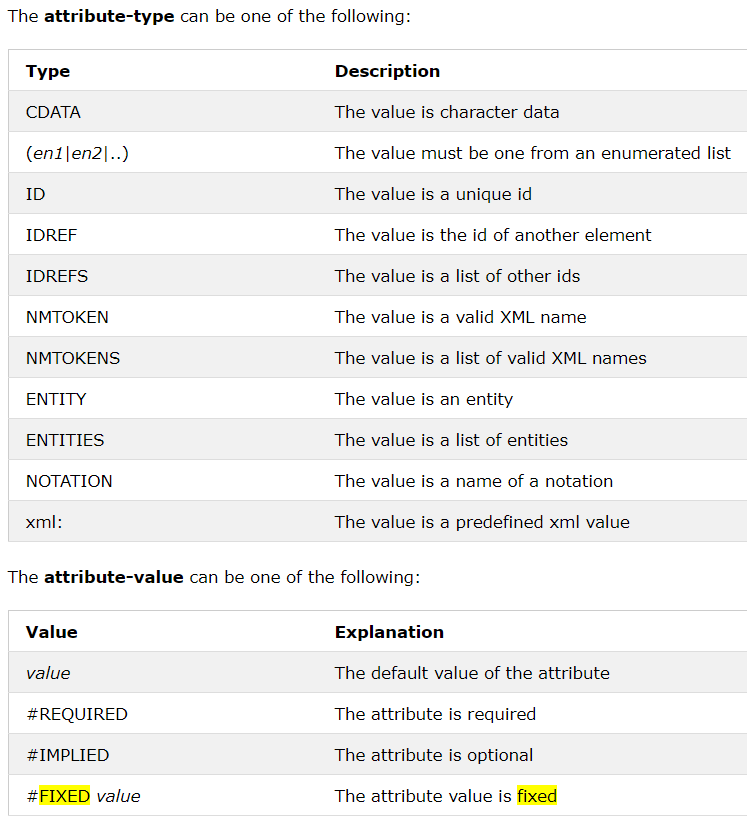 The attribute-type can be one of the following:
Type Description
CDATA The value is character data
(en1|en2|..) The value must be one from an enumerated list
ID The value is a unique id
IDREF The value is the id of another element
IDREFS The value is a list of other ids
NMTOKEN The value is a valid XML name
NMTOKENS The value is a list of valid XML names
ENTITY The value is an entity
ENTITIES The value is a list of entities
NOTATION The value is a name of a notation
xml: The value is a predefined xml value
The attribute-value can be one of the following:
Value Explanation
value The default value of the attribute
#REQUIRED The attribute is required
#IMPLIED The attribute is optional
#FIXED value The attribute value is fixed